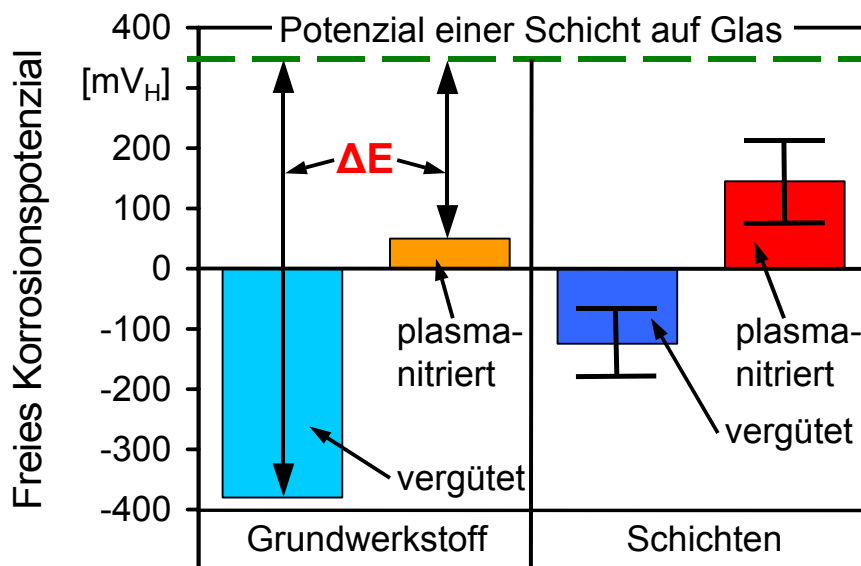 400
Potenzial einer Schicht auf Glas
[mV_H]
200
100
0
-100
-200
-300
-400
Freies Korrosionspotenzial
ΔE
plasma-
nitriert
vergütet
plasma-
nitriert
vergütet
Grundwerkstoff
Schichten